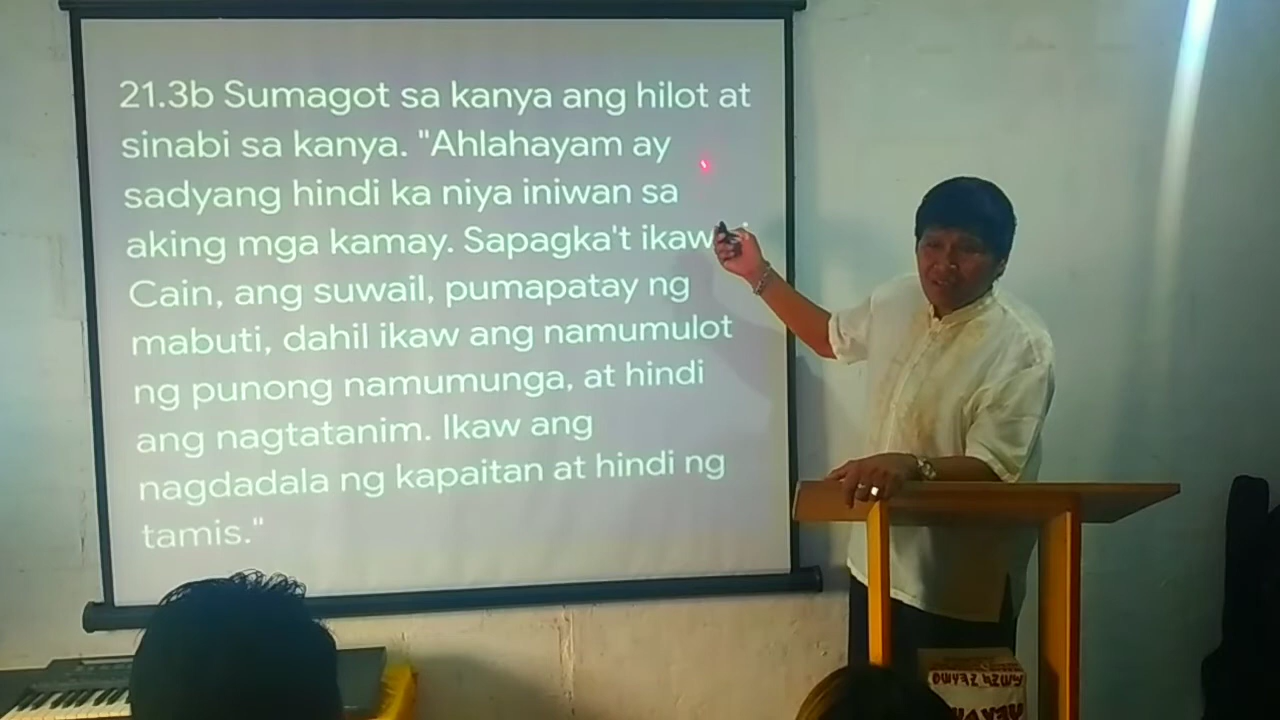 21.3b Sumagot sa kanya ang hilot at
sinabi sa kanya. "Ahlahayam ay
sadyang hindi ka niya iniwan sa
aking mga kamay. Sapagka't ikaw
Cain, ang suwail, pumapatay ng
mabuti, dahil ikaw ang namumulot
ng punong namumunga, at hindi
ang nagtatanim. Ikaw ang
nagdadala ng kapaitan at hindi ng
tamis."